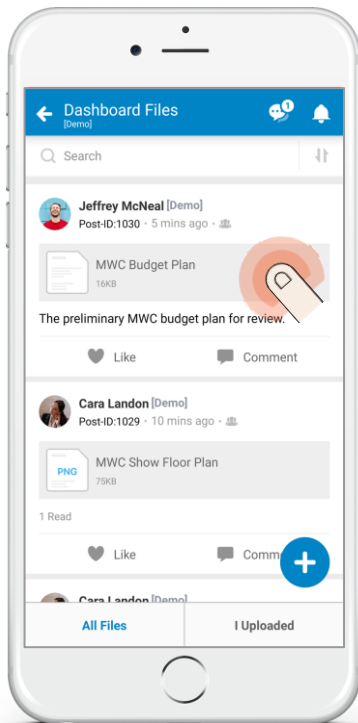 Dashboard Files
[Demo]
1
Search
Jeffrey McNeal [Demo]
Post-ID:1030 · 5 mins ago ·
MWC Budget Plan
16KB
The preliminary MWC budget plan for review.
Like Comment
Cara Landon [Demo]
Post-ID:1029 · 10 mins ago ·
PNG
MWC Show Floor Plan
75KB
1 Read
Like Comm
Cara Landon [Demo]
All Files I Uploaded